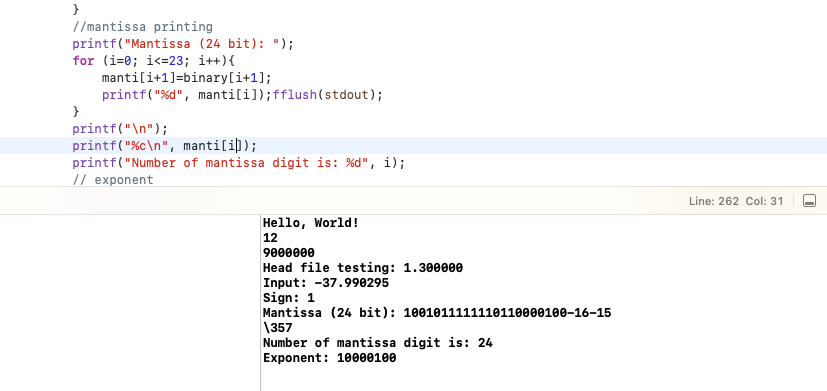 }
//mantissa printing
printf("Mantissa (24 bit): ");
for (i=0; i<=23; i++){
manti[i+1]=binary[i+1];
printf("%d", manti[i]);fflush(stdout);
}
printf("\n");
printf("%c\n", manti[i]);
printf("Number of mantissa digit is: %d", i);
// exponent
Line: 262 Col: 31
Hello, World!
12
9000000
Head file testing: 1.300000
Input: -37.990295
Sign: 1
Mantissa (24 bit): 1001011111110110000100-16-15
\357
Number of mantissa digit is: 24
Exponent: 10000100